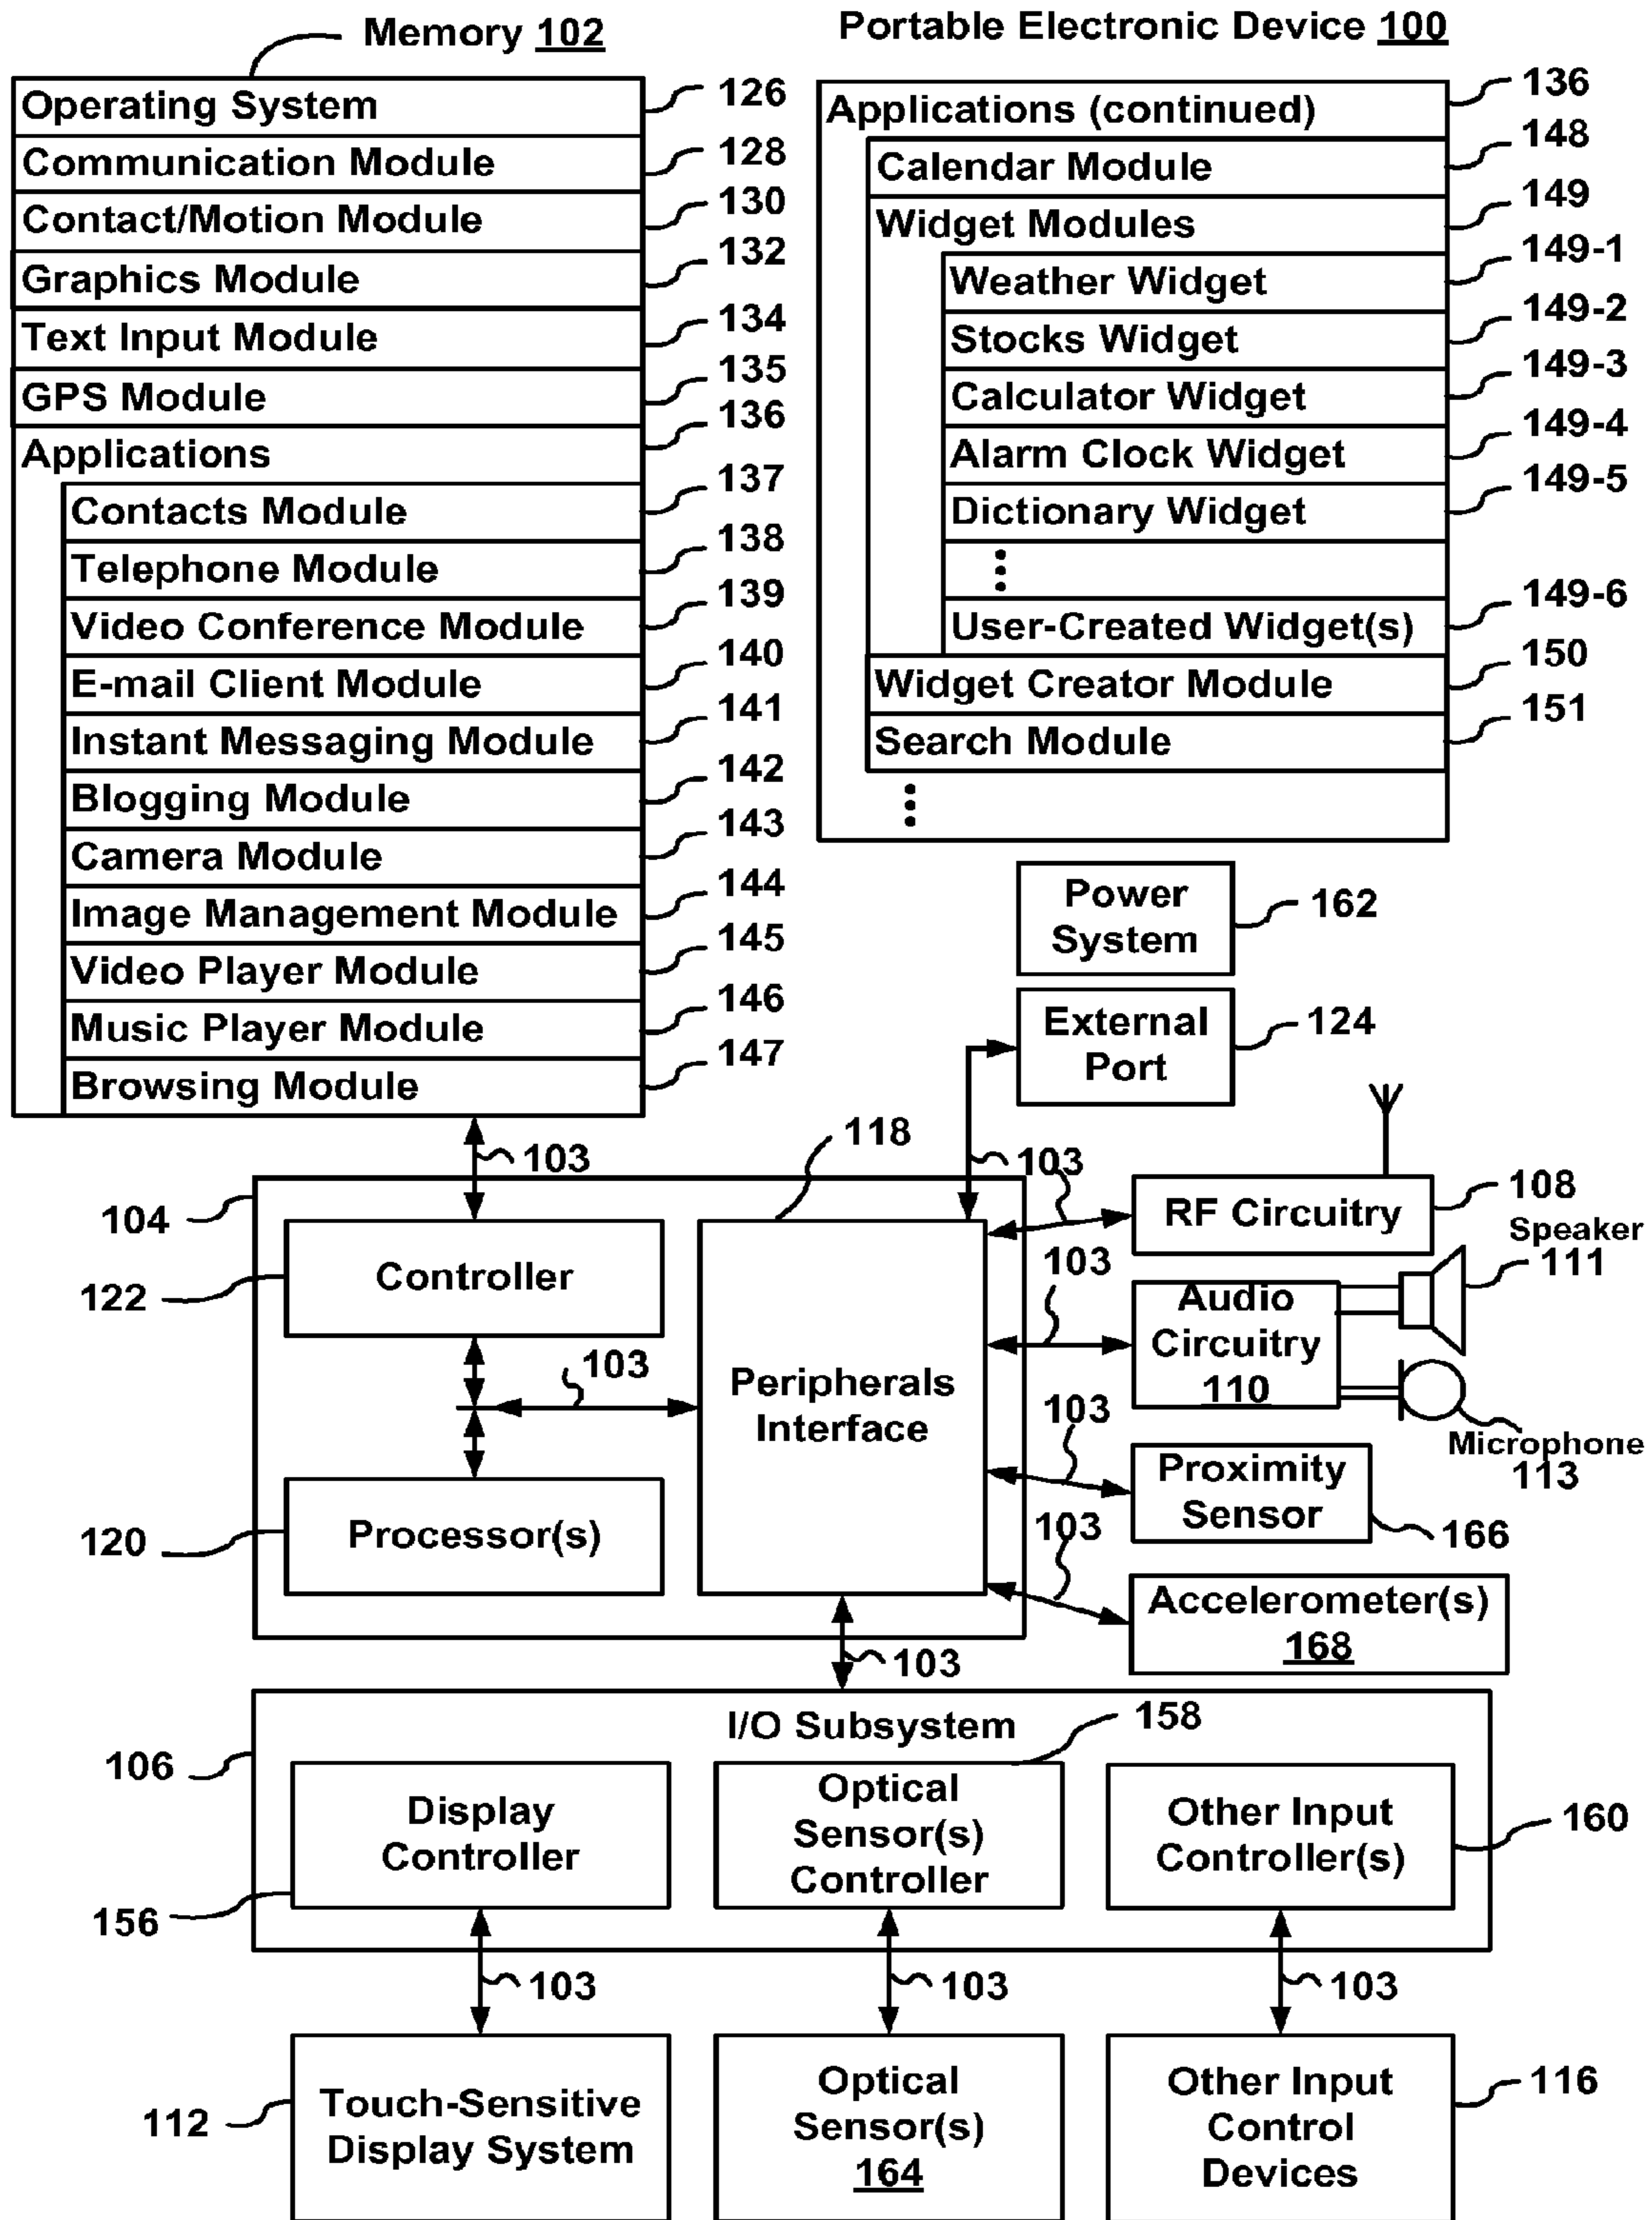 Memory 102
Operating System 126
Communication Module 128
Contact/Motion Module 130
Graphics Module 132
Text Input Module 134
GPS Module 135
Applications 136
Contacts Module 137
Telephone Module 138
Video Conference Module 139
E-mail Client Module 140
Instant Messaging Module 141
Blogging Module 142
Camera Module 143
Image Management Module 144
Video Player Module 145
Music Player Module 146
Browsing Module 147
Portable Electronic Device 100
Applications (continued) 136
Calendar Module 148
Widget Modules 149
Weather Widget 149-1
Stocks Widget 149-2
Calculator Widget 149-3
Alarm Clock Widget 149-4
Dictionary Widget 149-5
User-Created Widget(s) 149-6
Widget Creator Module 150
Search Module 151
Power
System
162
External
Port
124
103
118
103
104
Controller
122
103
Processor(s)
120
Peripherals
Interface
103
RF Circuitry
108
Speaker
111
103
Audio
Circuitry
110
Microphone
113
103
Proximity
Sensor
166
103
Accelerometer(s)
168
103
I/O Subsystem
106
Display
Controller
156
158
Optical
Sensor(s)
Controller
Other Input
Controller(s)
160
103
103
103
Touch-Sensitive
Display System
112
Optical
Sensor(s)
164
Other Input
Control
Devices
116